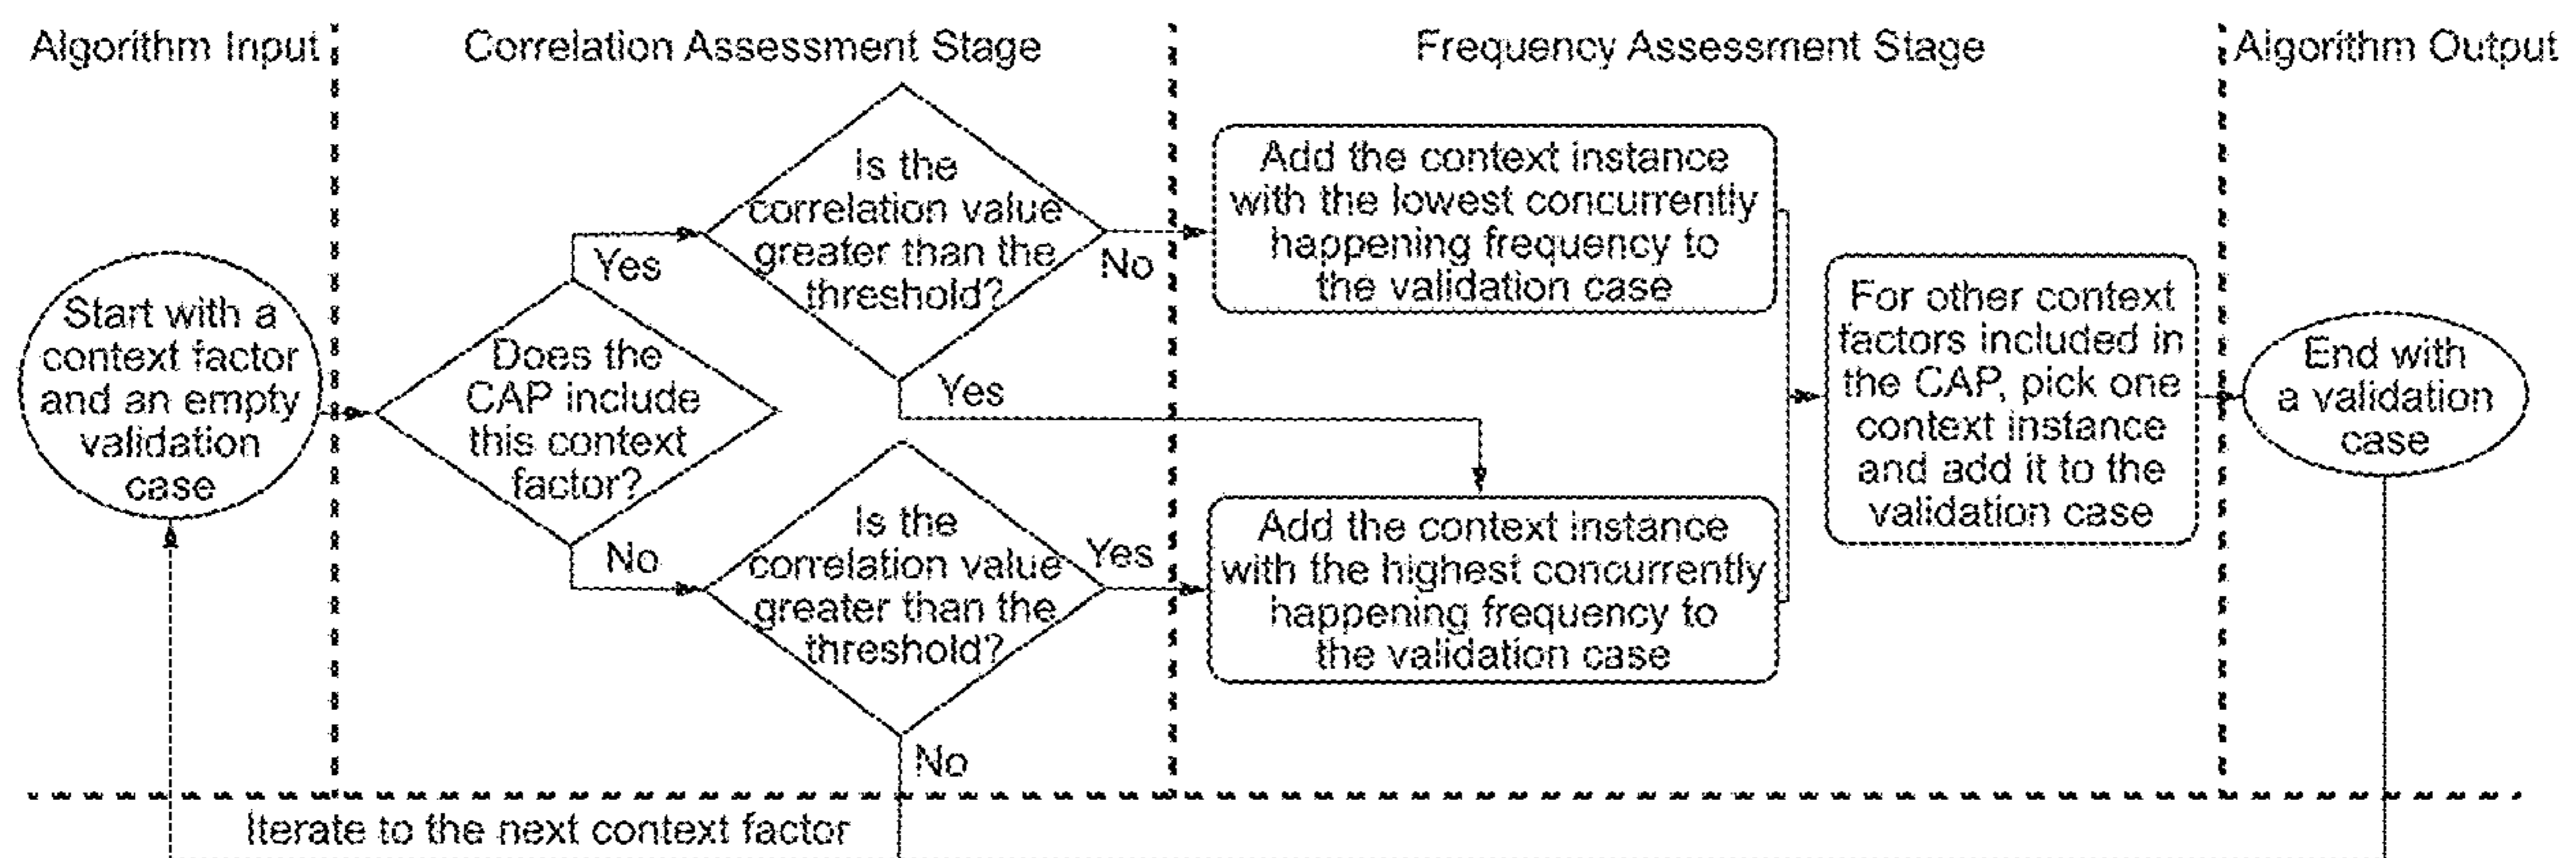 Algorithm Input
Correlation Assessment Stage
Frequency Assessment Stage
Algorithm Output
Start with a
context factor
and an empty
validation
case
Does the
CAP include
this context
factor?
Yes
No
Is the
correlation value
greater than the
threshold?
No
Yes
Is the
correlation value
greater than the
threshold?
Yes
No
Add the context instance
with the lowest concurrently
happening frequency to
the validation case
Add the context instance
with the highest concurrently
happening frequency to
the validation case
For other context
factors included in
the CAP, pick one
context instance
and add it to the
validation case
End with
a validation
case
Iterate to the next context factor